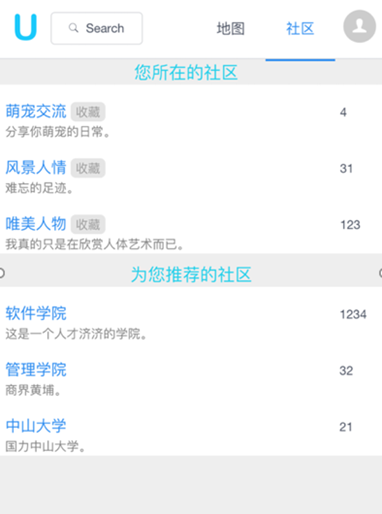 U Search 地图 社区
您所在的社区
萌宠交流 收藏 4
分享你萌宠的日常。
风景人情 收藏 31
难忘的足迹。
唯美人物 收藏 123
我真的只是在欣赏人体艺术而已。
为您推荐的社区
软件学院 1234
这是一个人才济济的学院。
管理学院 32
商界黄埔。
中山大学 21
国力中山大学。